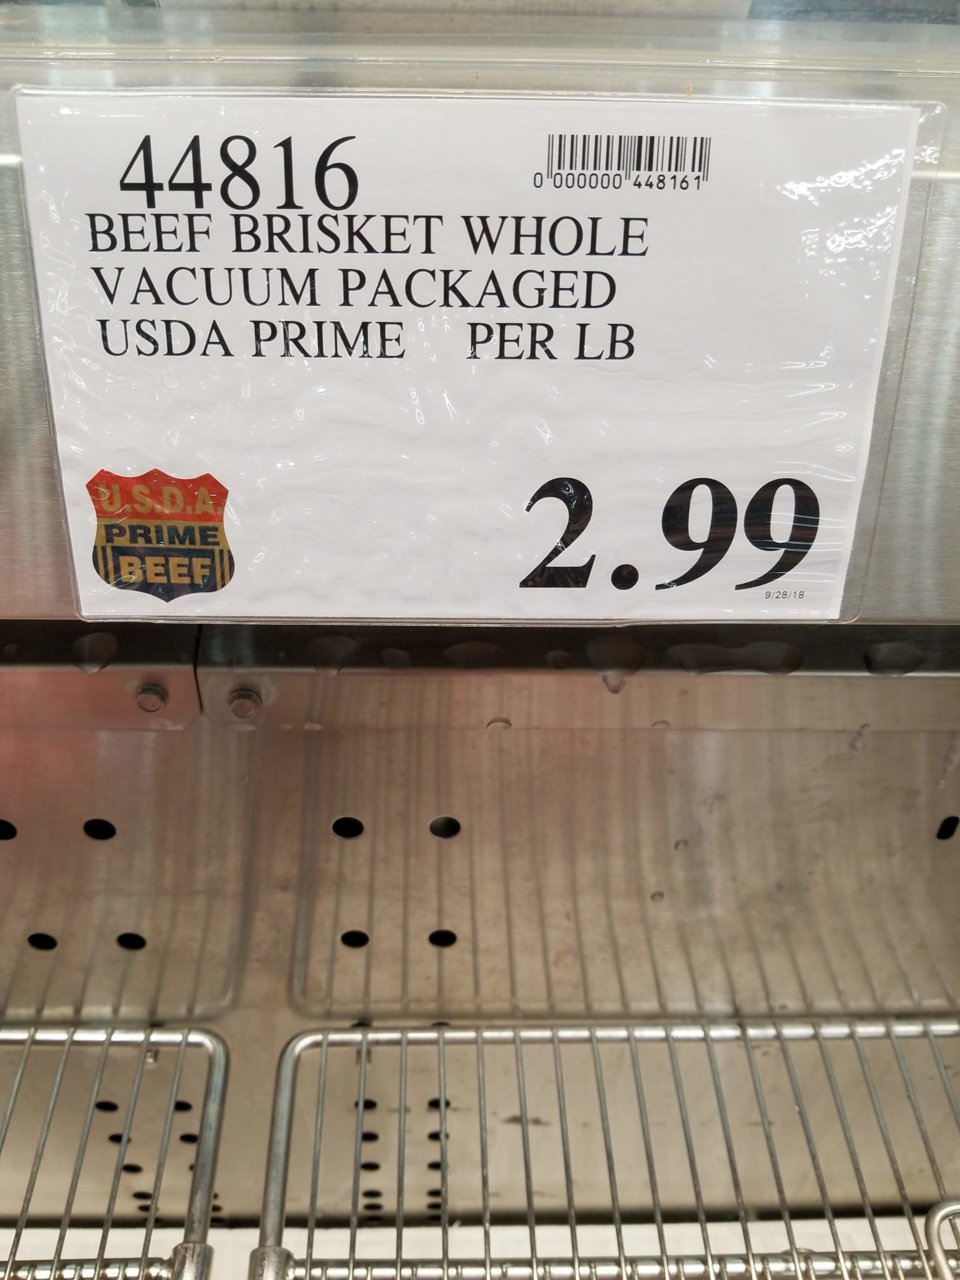 44816
0 000000 448161
BEEF BRISKET WHOLE
VACUUM PACKAGED
USDA PRIME PER LB
U.S.D.A.
PRIME
BEEF
2.99
9/28/18